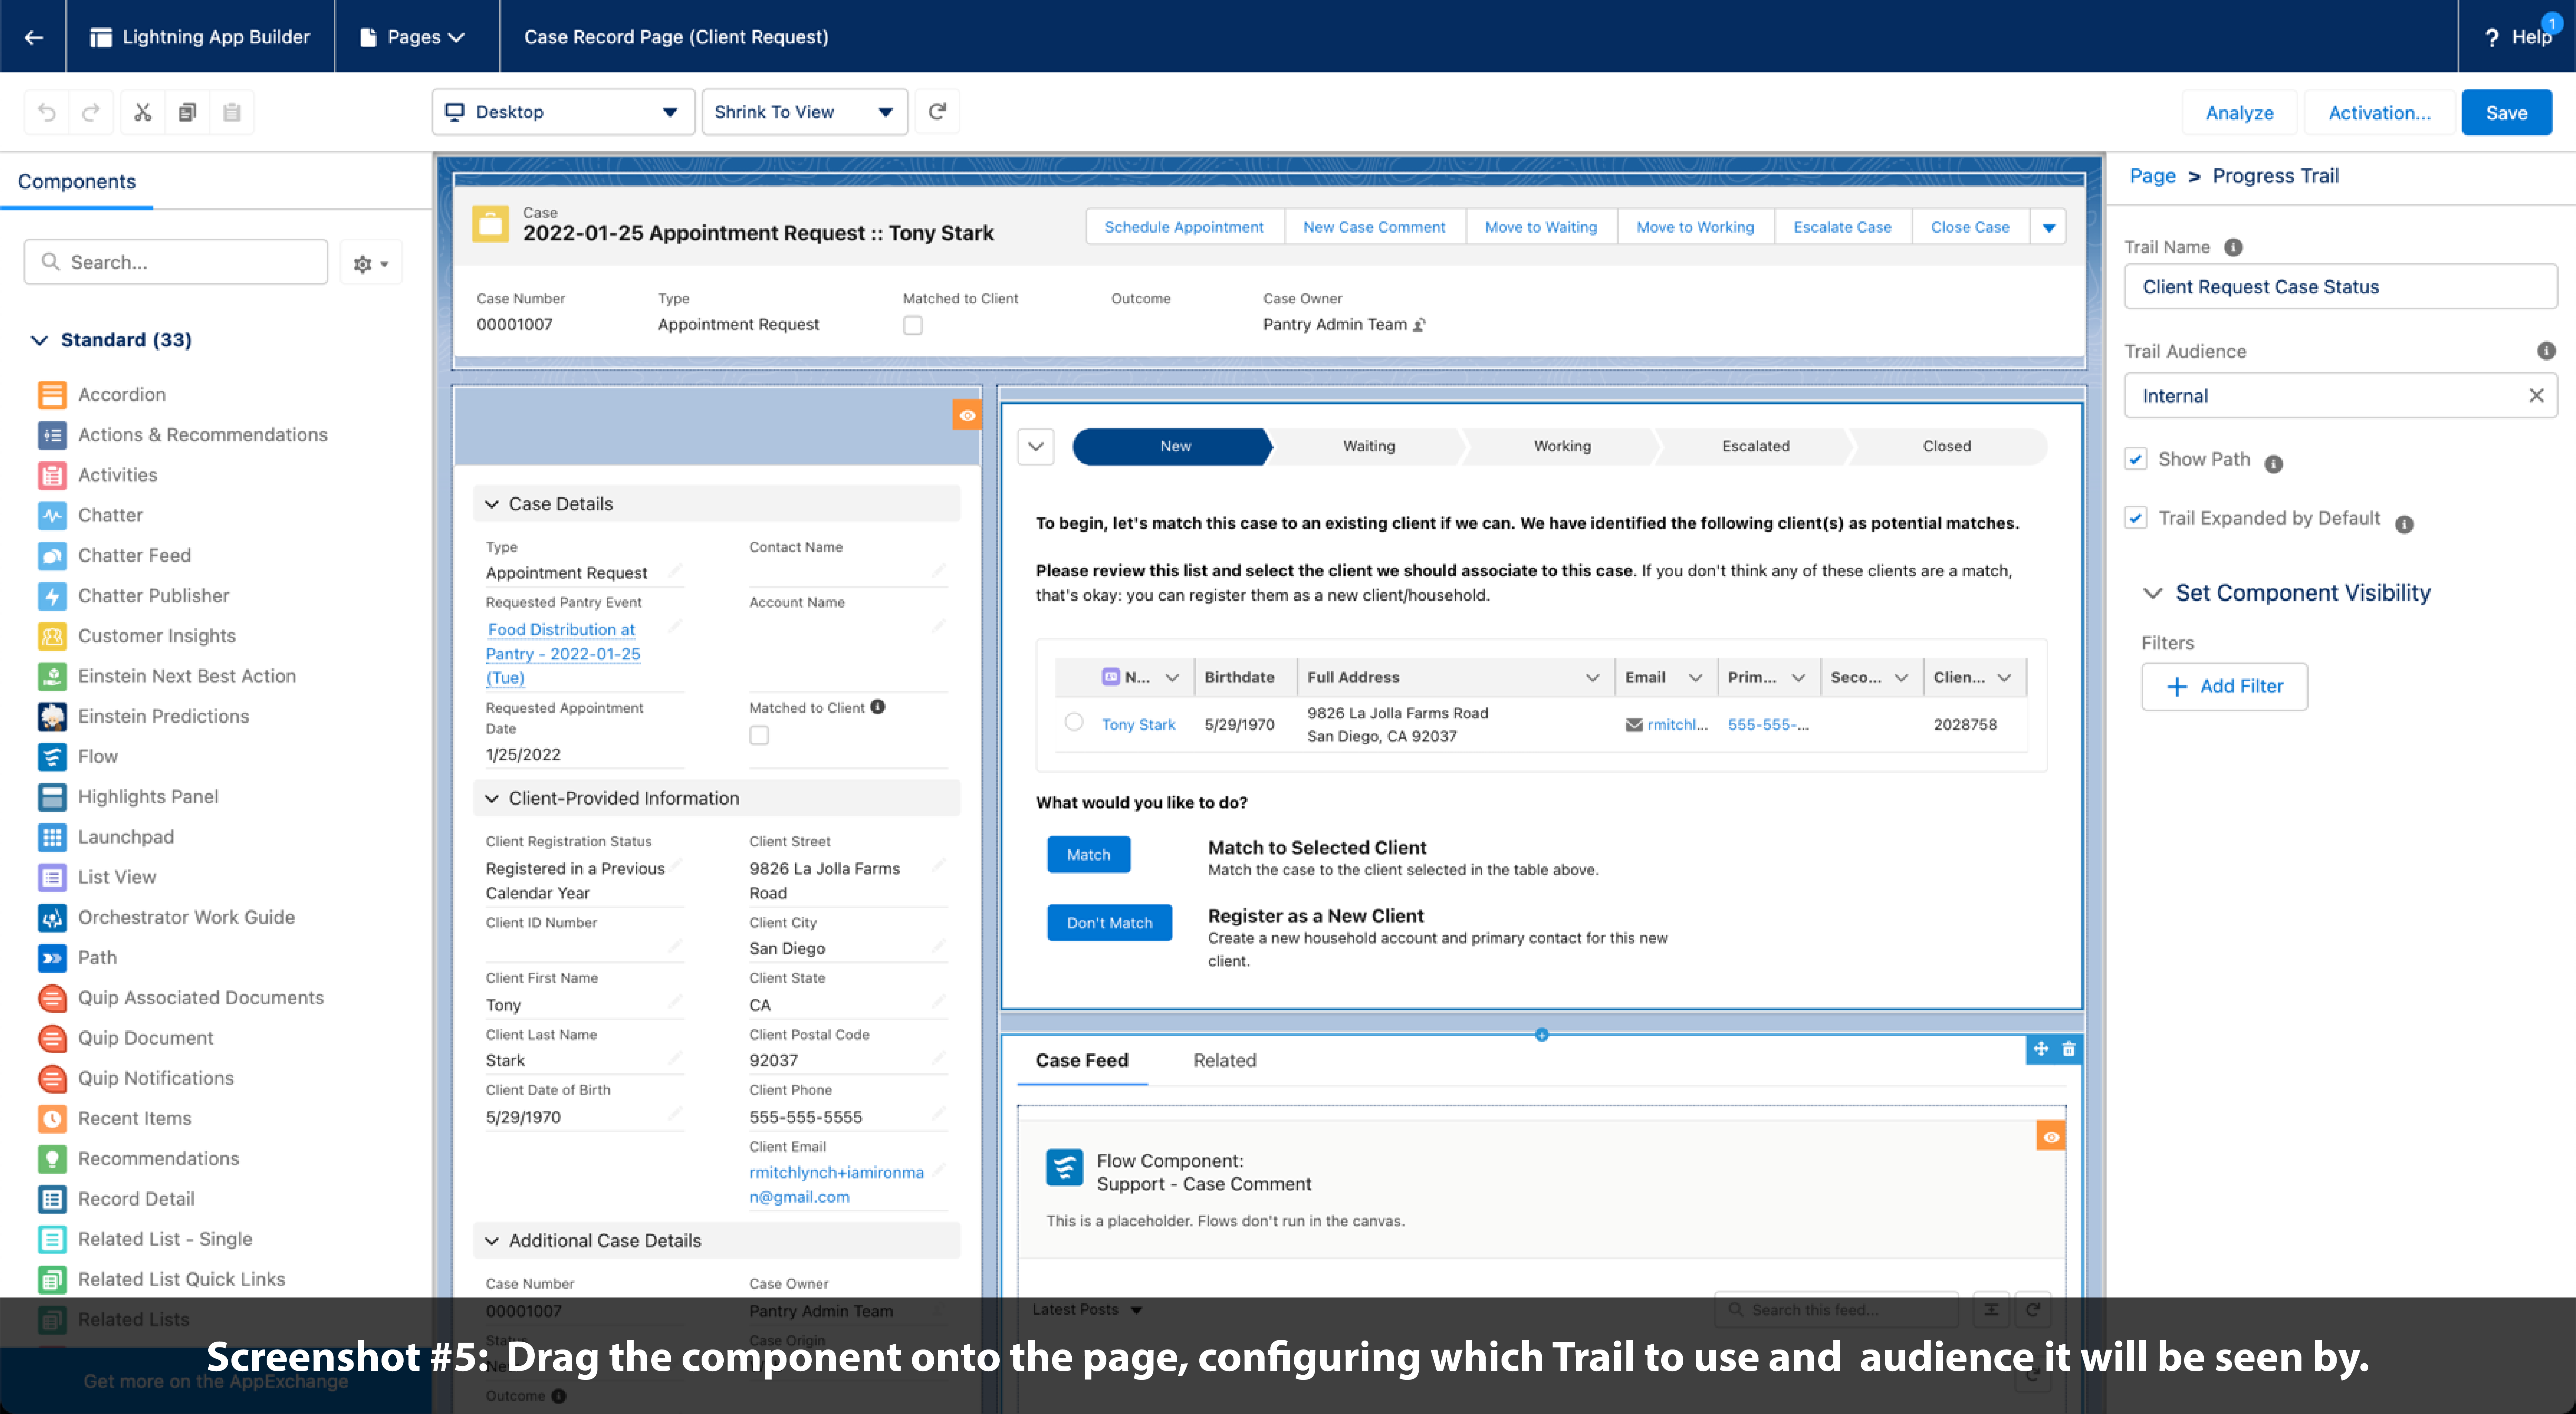 Lightning App Builder
Pages
Case Record Page (Client Request)
? Help
1
Desktop
Shrink To View
Analyze
Activation...
Save
Components
Search...
Standard (33)
Accordion
Actions & Recommendations
Activities
Chatter
Chatter Feed
Chatter Publisher
Customer Insights
Einstein Next Best Action
Einstein Predictions
Flow
Highlights Panel
Launchpad
List View
Orchestrator Work Guide
Path
Quip Associated Documents
Quip Document
Quip Notifications
Recent Items
Recommendations
Record Detail
Related List - Single
Related List Quick Links
Related Lists
Get more on the AppExchange
Case
2022-01-25 Appointment Request :: Tony Stark
Schedule Appointment
New Case Comment
Move to Waiting
Move to Working
Escalate Case
Close Case
Case Number
Type
Matched to Client
Outcome
Case Owner
00001007
Appointment Request
Pantry Admin Team
Case Details
Type
Contact Name
Appointment Request
Requested Pantry Event
Account Name
Food Distribution at
Pantry - 2022-01-25
(Tue)
Requested Appointment
Date
Matched to Client
1/25/2022
Client-Provided Information
Client Registration Status
Client Street
Registered in a Previous
Calendar Year
9826 La Jolla Farms
Road
Client ID Number
Client City
San Diego
Client First Name
Client State
Tony
CA
Client Last Name
Client Postal Code
Stark
92037
Client Date of Birth
Client Phone
5/29/1970
555-555-5555
Client Email
rmitchlynch+iamironma
n@gmail.com
Additional Case Details
Case Number
Case Owner
00001007
Pantry Admin Team
Case Origin
Outcome
New
Waiting
Working
Escalated
Closed
To begin, let's match this case to an existing client if we can. We have identified the following client(s) as potential matches.
Please review this list and select the client we should associate to this case. If you don't think any of these clients are a match,
that's okay: you can register them as a new client/household.
N...
Birthdate
Full Address
Email
Prim...
Seco...
Clien...
Tony Stark
5/29/1970
9826 La Jolla Farms Road
San Diego, CA 92037
rmitchl...
555-555-...
2028758
What would you like to do?
Match
Match to Selected Client
Match the case to the client selected in the table above.
Don't Match
Register as a New Client
Create a new household account and primary contact for this new
client.
Case Feed
Related
Flow Component:
Support - Case Comment
This is a placeholder. Flows don't run in the canvas.
Latest Posts
Search this feed...
Page > Progress Trail
Trail Name
Client Request Case Status
Trail Audience
Internal
Show Path
Trail Expanded by Default
Set Component Visibility
Filters
Add Filter
Screenshot #5: Drag the component onto the page, configuring which Trail to use and audience it will be seen by.